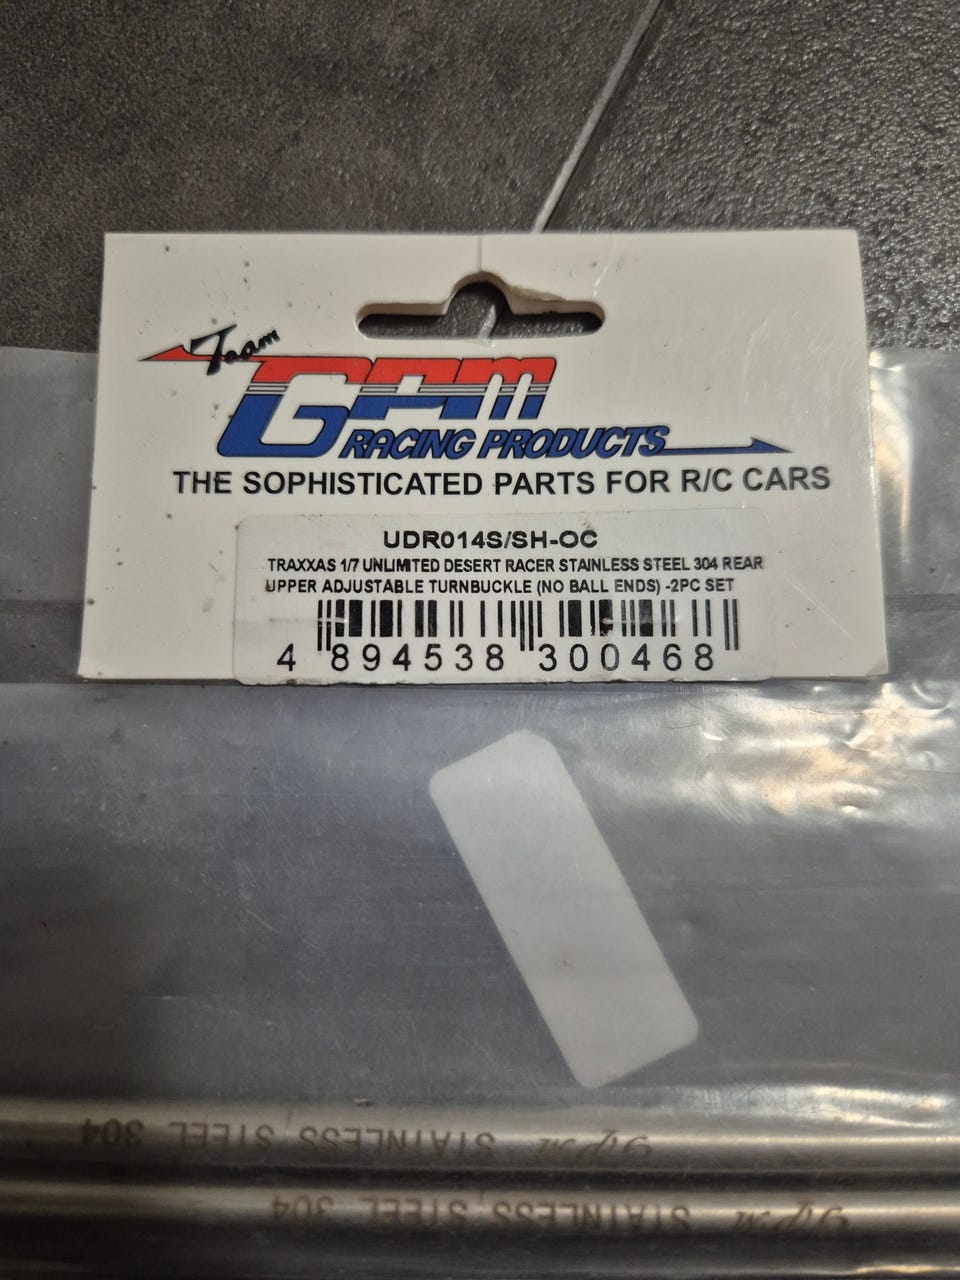 Team
GPM
RACING PRODUCTS
THE SOPHISTICATED PARTS FOR R/C CARS
UDR014S/SH-OC
TRAXXAS 1/7 UNLIMITED DESERT RACER STAINLESS STEEL 304 REAR
UPPER ADJUSTABLE TURNBUCKLE (NO BALL ENDS) -2PC SET
4 894538 300468
gpm STAINLESS STEEL 304
gpm STAINLESS STEEL 304